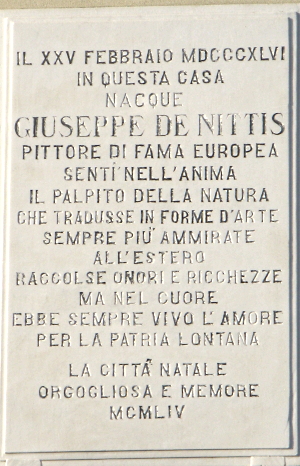 IL XXV FEBBRAIO MDCCCXLVI
IN QUESTA CASA
NACQUE
GIUSEPPE DE NITTIS
PITTORE DI FAMA EUROPEA
SENTÌ NELL'ANIMA
IL PALPITO DELLA NATURA
CHE TRADUSSE IN FORME D'ARTE
SEMPRE PIÙ AMMIRATE
ALL'ESTERO
RACCOLSE ONORI E RICCHEZZE
MA NEL CUORE
EBBE SEMPRE VIVO L'AMORE
PER LA PATRIA LONTANA
LA CITTÀ NATALE
ORGOGLIOSA E MEMORE
MCMLIV